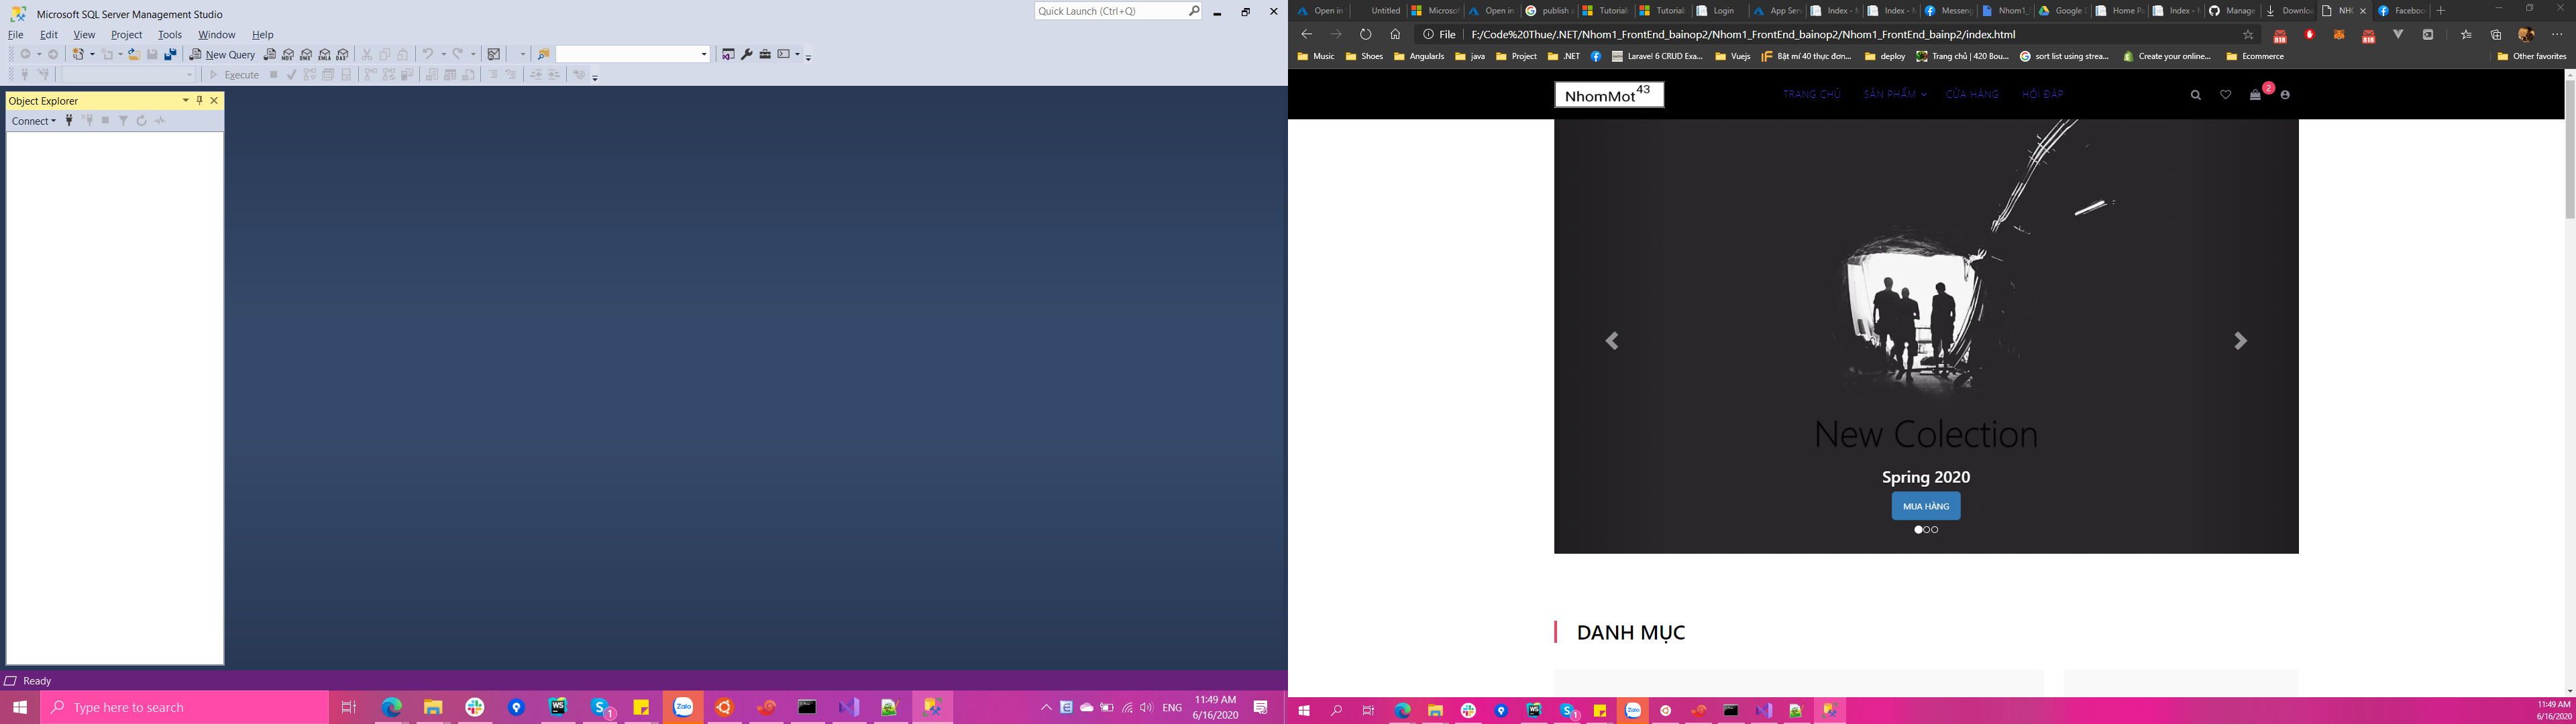 Microsoft SQL Server Management Studio
Quick Launch (Ctrl+Q)
File Edit View Project Tools Window Help
New Query
Execute
Object Explorer
Connect
Ready
Type here to search
ENG
11:49 AM
6/16/2020
Open in
Untitled
Microsof
Open in
publish
Tutorial
Tutorial
Login
App Ser
Index -
Index -
Messen
Nhom1_
Google
Home P
Index -
Manage
Downlo
Faceboo
File F:/Code%20Thue/.NET/Nhom1_FrontEnd_bainop2/Nhom1_FrontEnd_bainop2/Nhom1_FrontEnd_bainp2/index.html
Music Shoes AngularJs java Project .NET Laravel 6 CRUD Exa... Vuejs Bật mí 40 thực đơn... deploy Trang chủ | 420 Bou... sort list using strea... Create your online... Ecommerce Other favorites
NhomMot43
TRANG CHỦ SẢN PHẨM CỬA HÀNG HỎI ĐÁP 2
New Colection
Spring 2020
MUA HÀNG
DANH MỤC
11:49 AM
6/16/2020